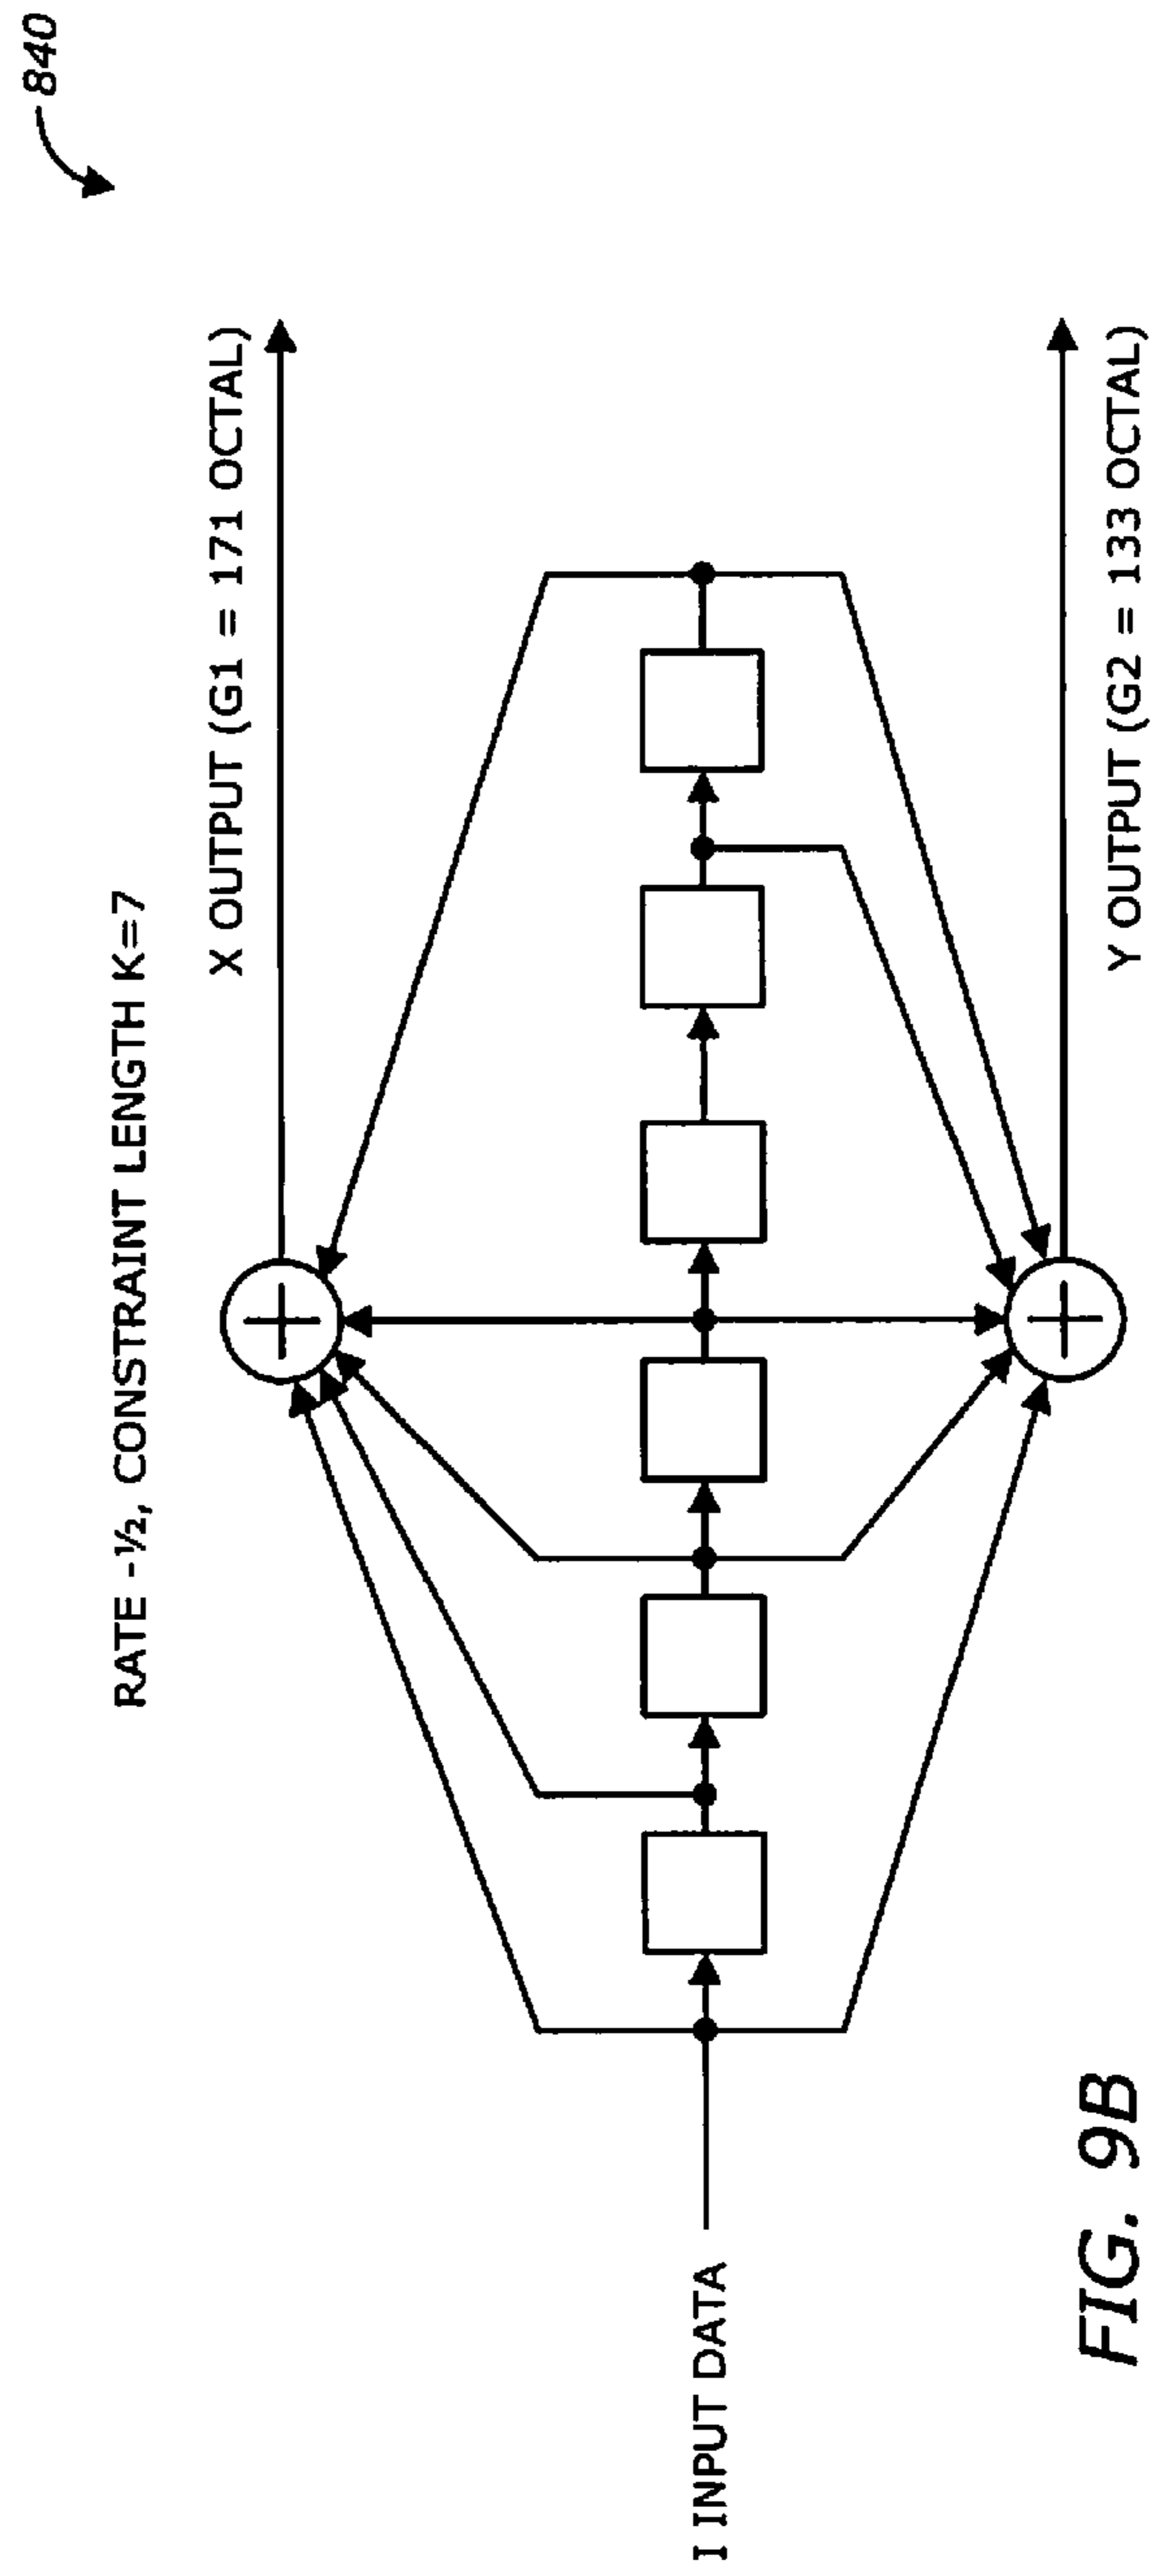 840
RATE -½, CONSTRAINT LENGTH K=7
X OUTPUT (G1 = 171 OCTAL)
I INPUT DATA
Y OUTPUT (G2 = 133 OCTAL)
FIG. 9B